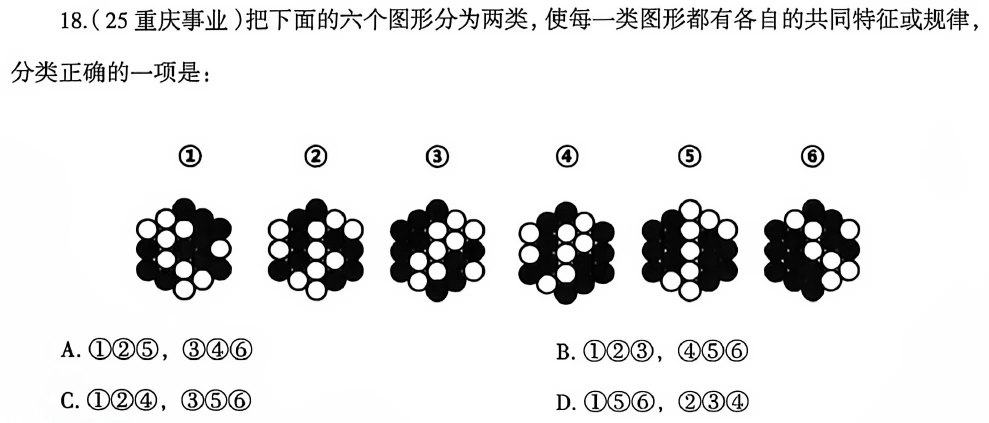 18.(25重庆事业)把下面的六个图形分为两类,使每一类图形都有各自的共同特征或规律,
分类正确的一项是:
① ② ③ ④ ⑤ ⑥
A. ①②⑤, ③④⑥
B. ①②③, ④⑤⑥
C. ①②④, ③⑤⑥
D. ①⑤⑥, ②③④